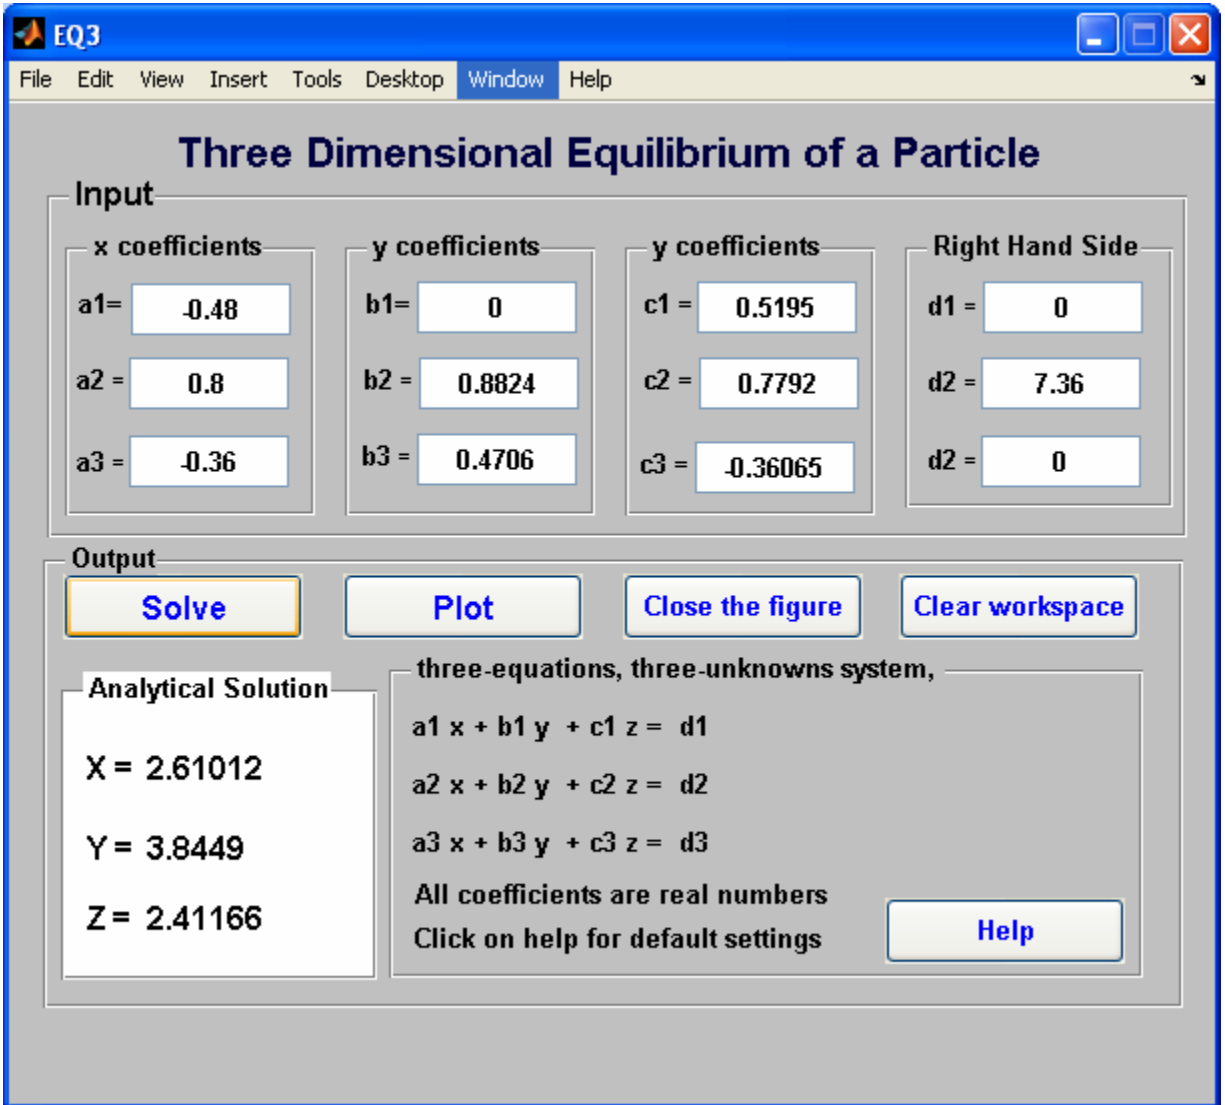 EQ3
File Edit View Insert Tools Desktop Window Help
Three Dimensional Equilibrium of a Particle
Input
x coefficients
a1= -0.48
a2 = 0.8
a3 = -0.36
y coefficients
b1= 0
b2 = 0.8824
b3 = 0.4706
y coefficients
c1 = 0.5195
c2 = 0.7792
c3 = -0.36065
Right Hand Side
d1 = 0
d2 = 7.36
d2 = 0
Output
Solve Plot Close the figure Clear workspace
Analytical Solution
X = 2.61012
Y = 3.8449
Z = 2.41166
three-equations, three-unknowns system,
a1 x + b1 y + c1 z = d1
a2 x + b2 y + c2 z = d2
a3 x + b3 y + c3 z = d3
All coefficients are real numbers
Click on help for default settings
Help